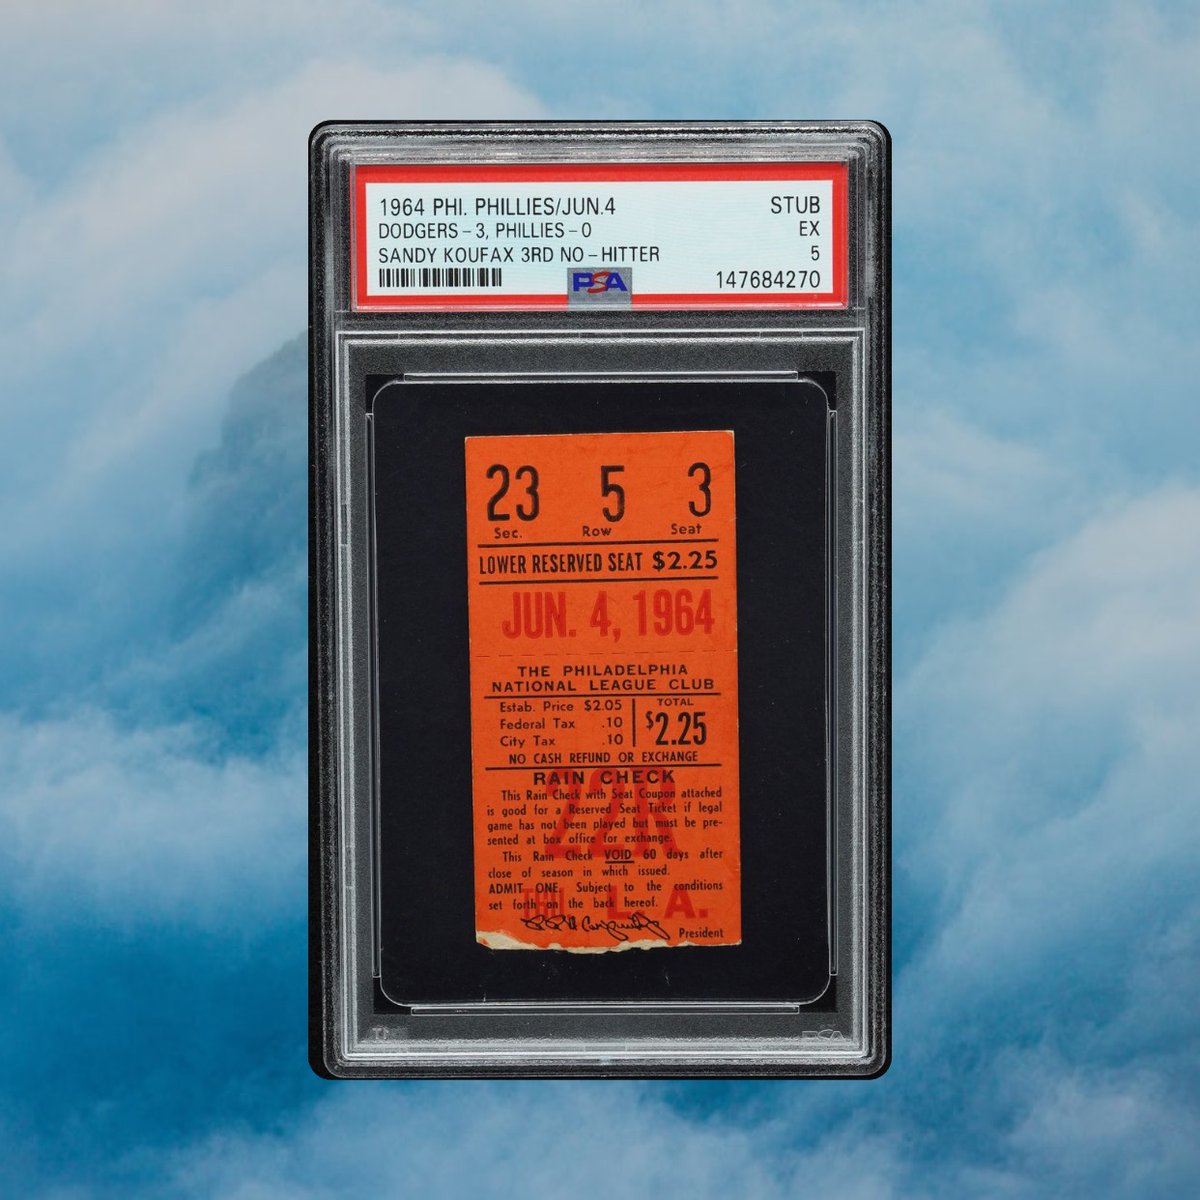 1964 PHI. PHILLIES/JUN.4 STUB
DODGERS-3, PHILLIES-0 EX
SANDY KOUFAX 3RD NO-HITTER 5
PSA 147684270
23 5 3
Sec. Row Seat
LOWER RESERVED SEAT $2.25
JUN. 4, 1964
THE PHILADELPHIA
NATIONAL LEAGUE CLUB
Estab. Price $2.05 TOTAL
Federal Tax .10 $2.25
City Tax .10
NO CASH REFUND OR EXCHANGE
RAIN CHECK
This Rain Check with Seat Coupon attached
is good for a Reserved Seat Ticket if legal
game has not been played but must be pre-
sented at box office for exchange.
This Rain Check VOID 60 days after
close of season in which issued.
ADMIT ONE. Subject to the conditions
set forth on the back hereof.
THU L.A.
President
PSA